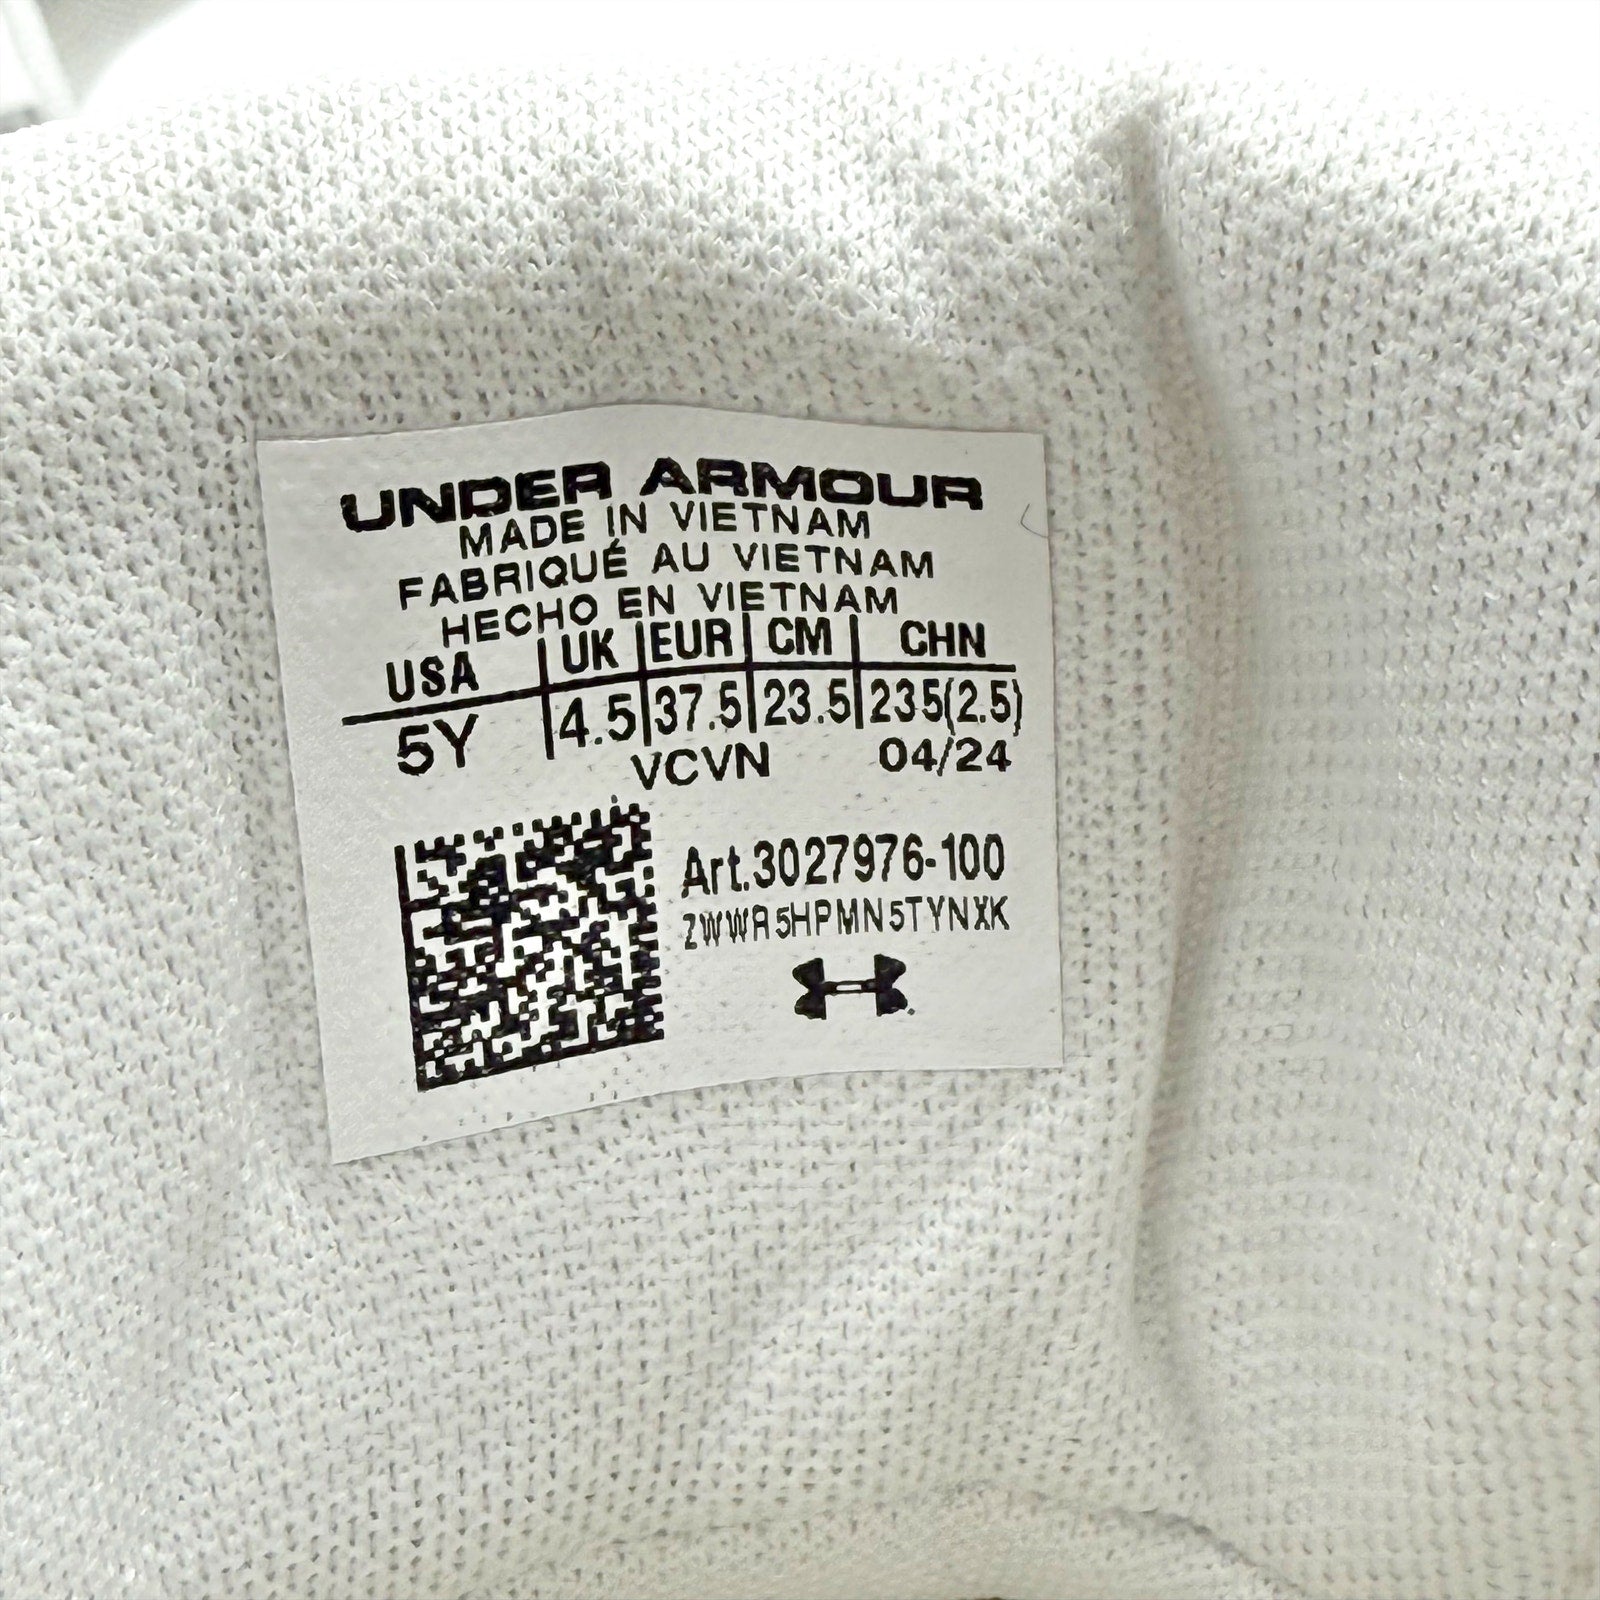 UNDER ARMOUR
MADE IN VIETNAM
FABRIQUÉ AU VIETNAM
HECHO EN VIETNAM
USA UK EUR CM CHN
5Y 4.5 37.5 23.5 235(2.5)
VCVN 04/24
Art.3027976-100
ZWWR5HPMN5TYNXK